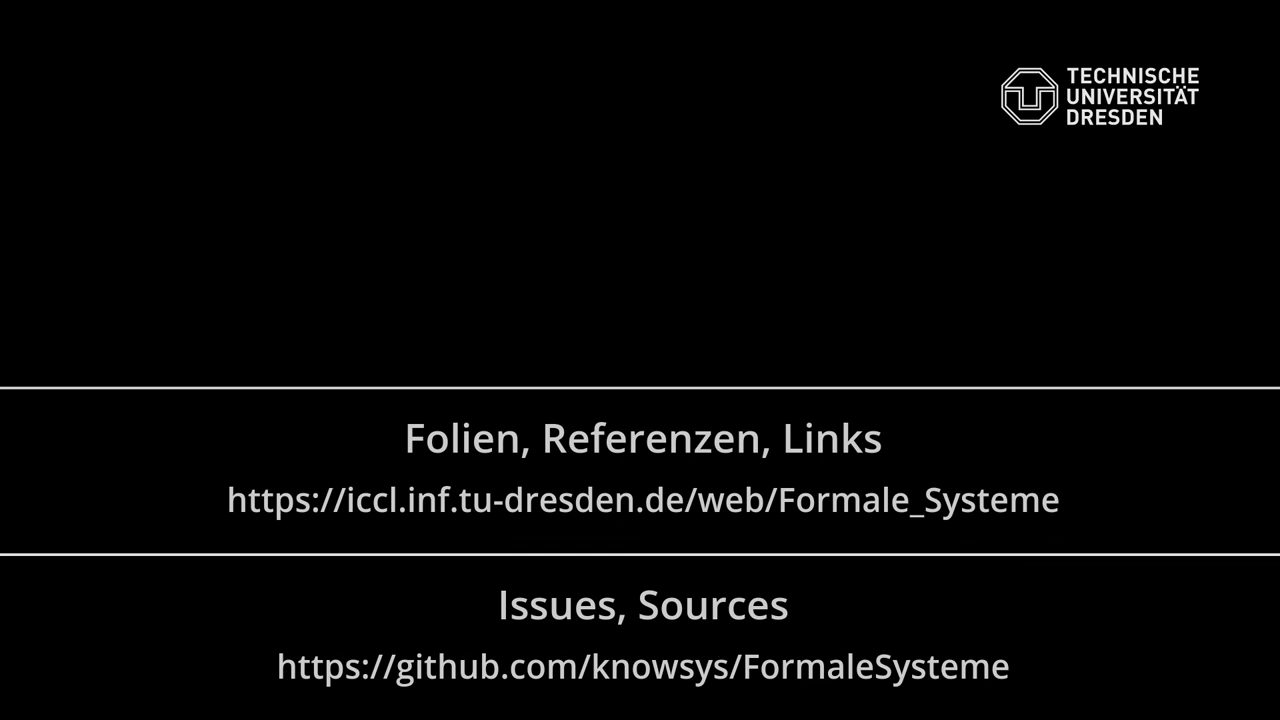 TECHNISCHE
UNIVERSITÄT
DRESDEN
Folien, Referenzen, Links
https://iccl.inf.tu-dresden.de/web/Formale_Systeme
Issues, Sources
https://github.com/knowsys/FormaleSysteme